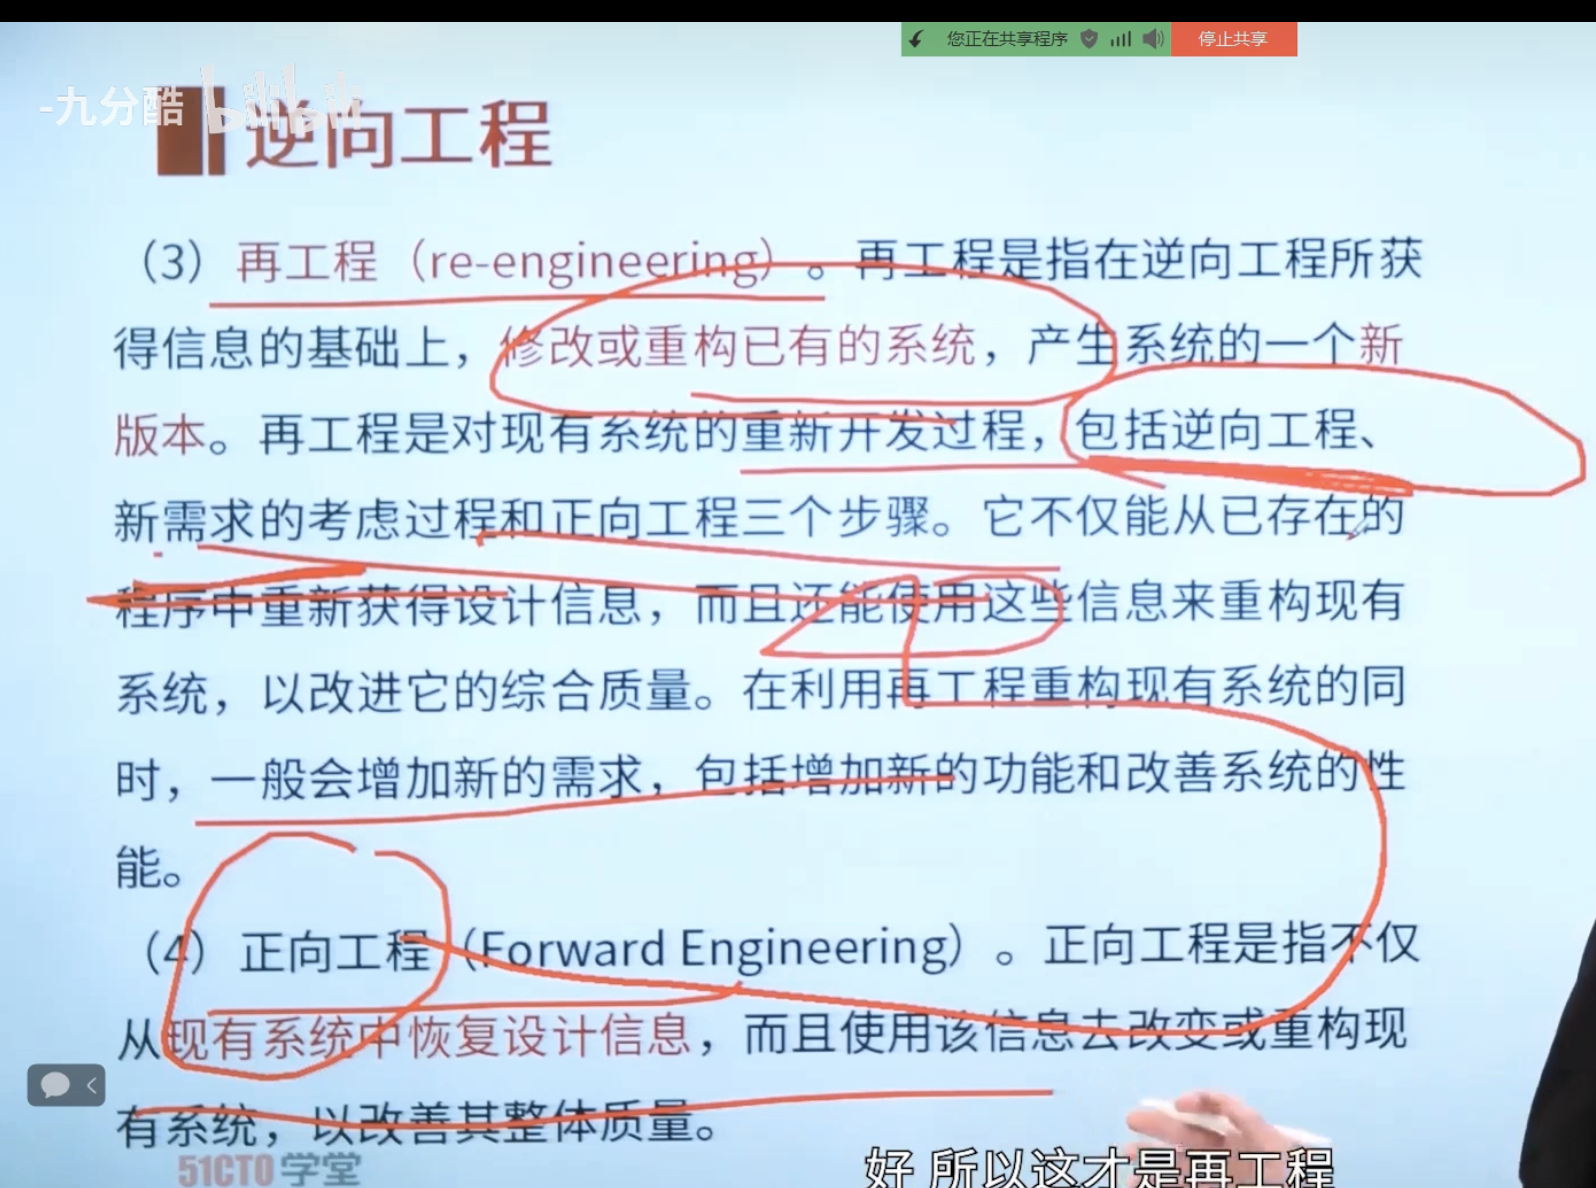 您正在共享程序 停止共享
-九分酷 bilibili
逆向工程
（3）再工程（re-engineering）。再工程是指在逆向工程所获
得信息的基础上，修改或重构已有的系统，产生系统的一个新
版本。再工程是对现有系统的重新开发过程，包括逆向工程、
新需求的考虑过程和正向工程三个步骤。它不仅能从已存在的
程序中重新获得设计信息，而且还能使用这些信息来重构现有
系统，以改进它的综合质量。在利用再工程重构现有系统的同
时，一般会增加新的需求，包括增加新的功能和改善系统的性
能。
（4）正向工程（Forward Engineering）。正向工程是指不仅
从现有系统中恢复设计信息，而且使用该信息去改变或重构现
有系统，以改善其整体质量。
51CTO学堂
好 所以这才是再工程